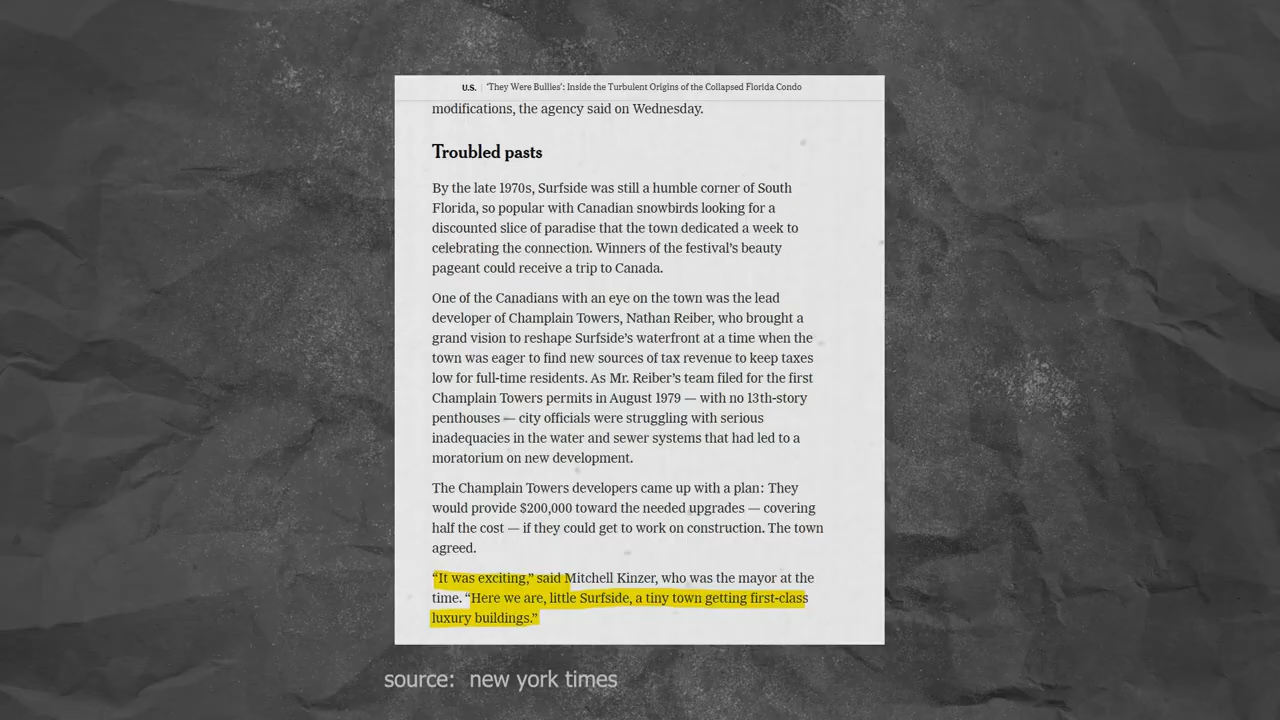 U.S. | ‘They Were Bullies’: Inside the Turbulent Origins of the Collapsed Florida Condo
modifications, the agency said on Wednesday.
Troubled pasts
By the late 1970s, Surfside was still a humble corner of South
Florida, so popular with Canadian snowbirds looking for a
discounted slice of paradise that the town dedicated a week to
celebrating the connection. Winners of the festival’s beauty
pageant could receive a trip to Canada.
One of the Canadians with an eye on the town was the lead
developer of Champlain Towers, Nathan Reiber, who brought a
grand vision to reshape Surfside’s waterfront at a time when the
town was eager to find new sources of tax revenue to keep taxes
low for full-time residents. As Mr. Reiber’s team filed for the first
Champlain Towers permits in August 1979 — with no 13th-story
penthouses — city officials were struggling with serious
inadequacies in the water and sewer systems that had led to a
moratorium on new development.
The Champlain Towers developers came up with a plan: They
would provide $200,000 toward the needed upgrades — covering
half the cost — if they could get to work on construction. The town
agreed.
“It was exciting,” said Mitchell Kinzer, who was the mayor at the
time. “Here we are, little Surfside, a tiny town getting first-class
luxury buildings.”
source: new york times